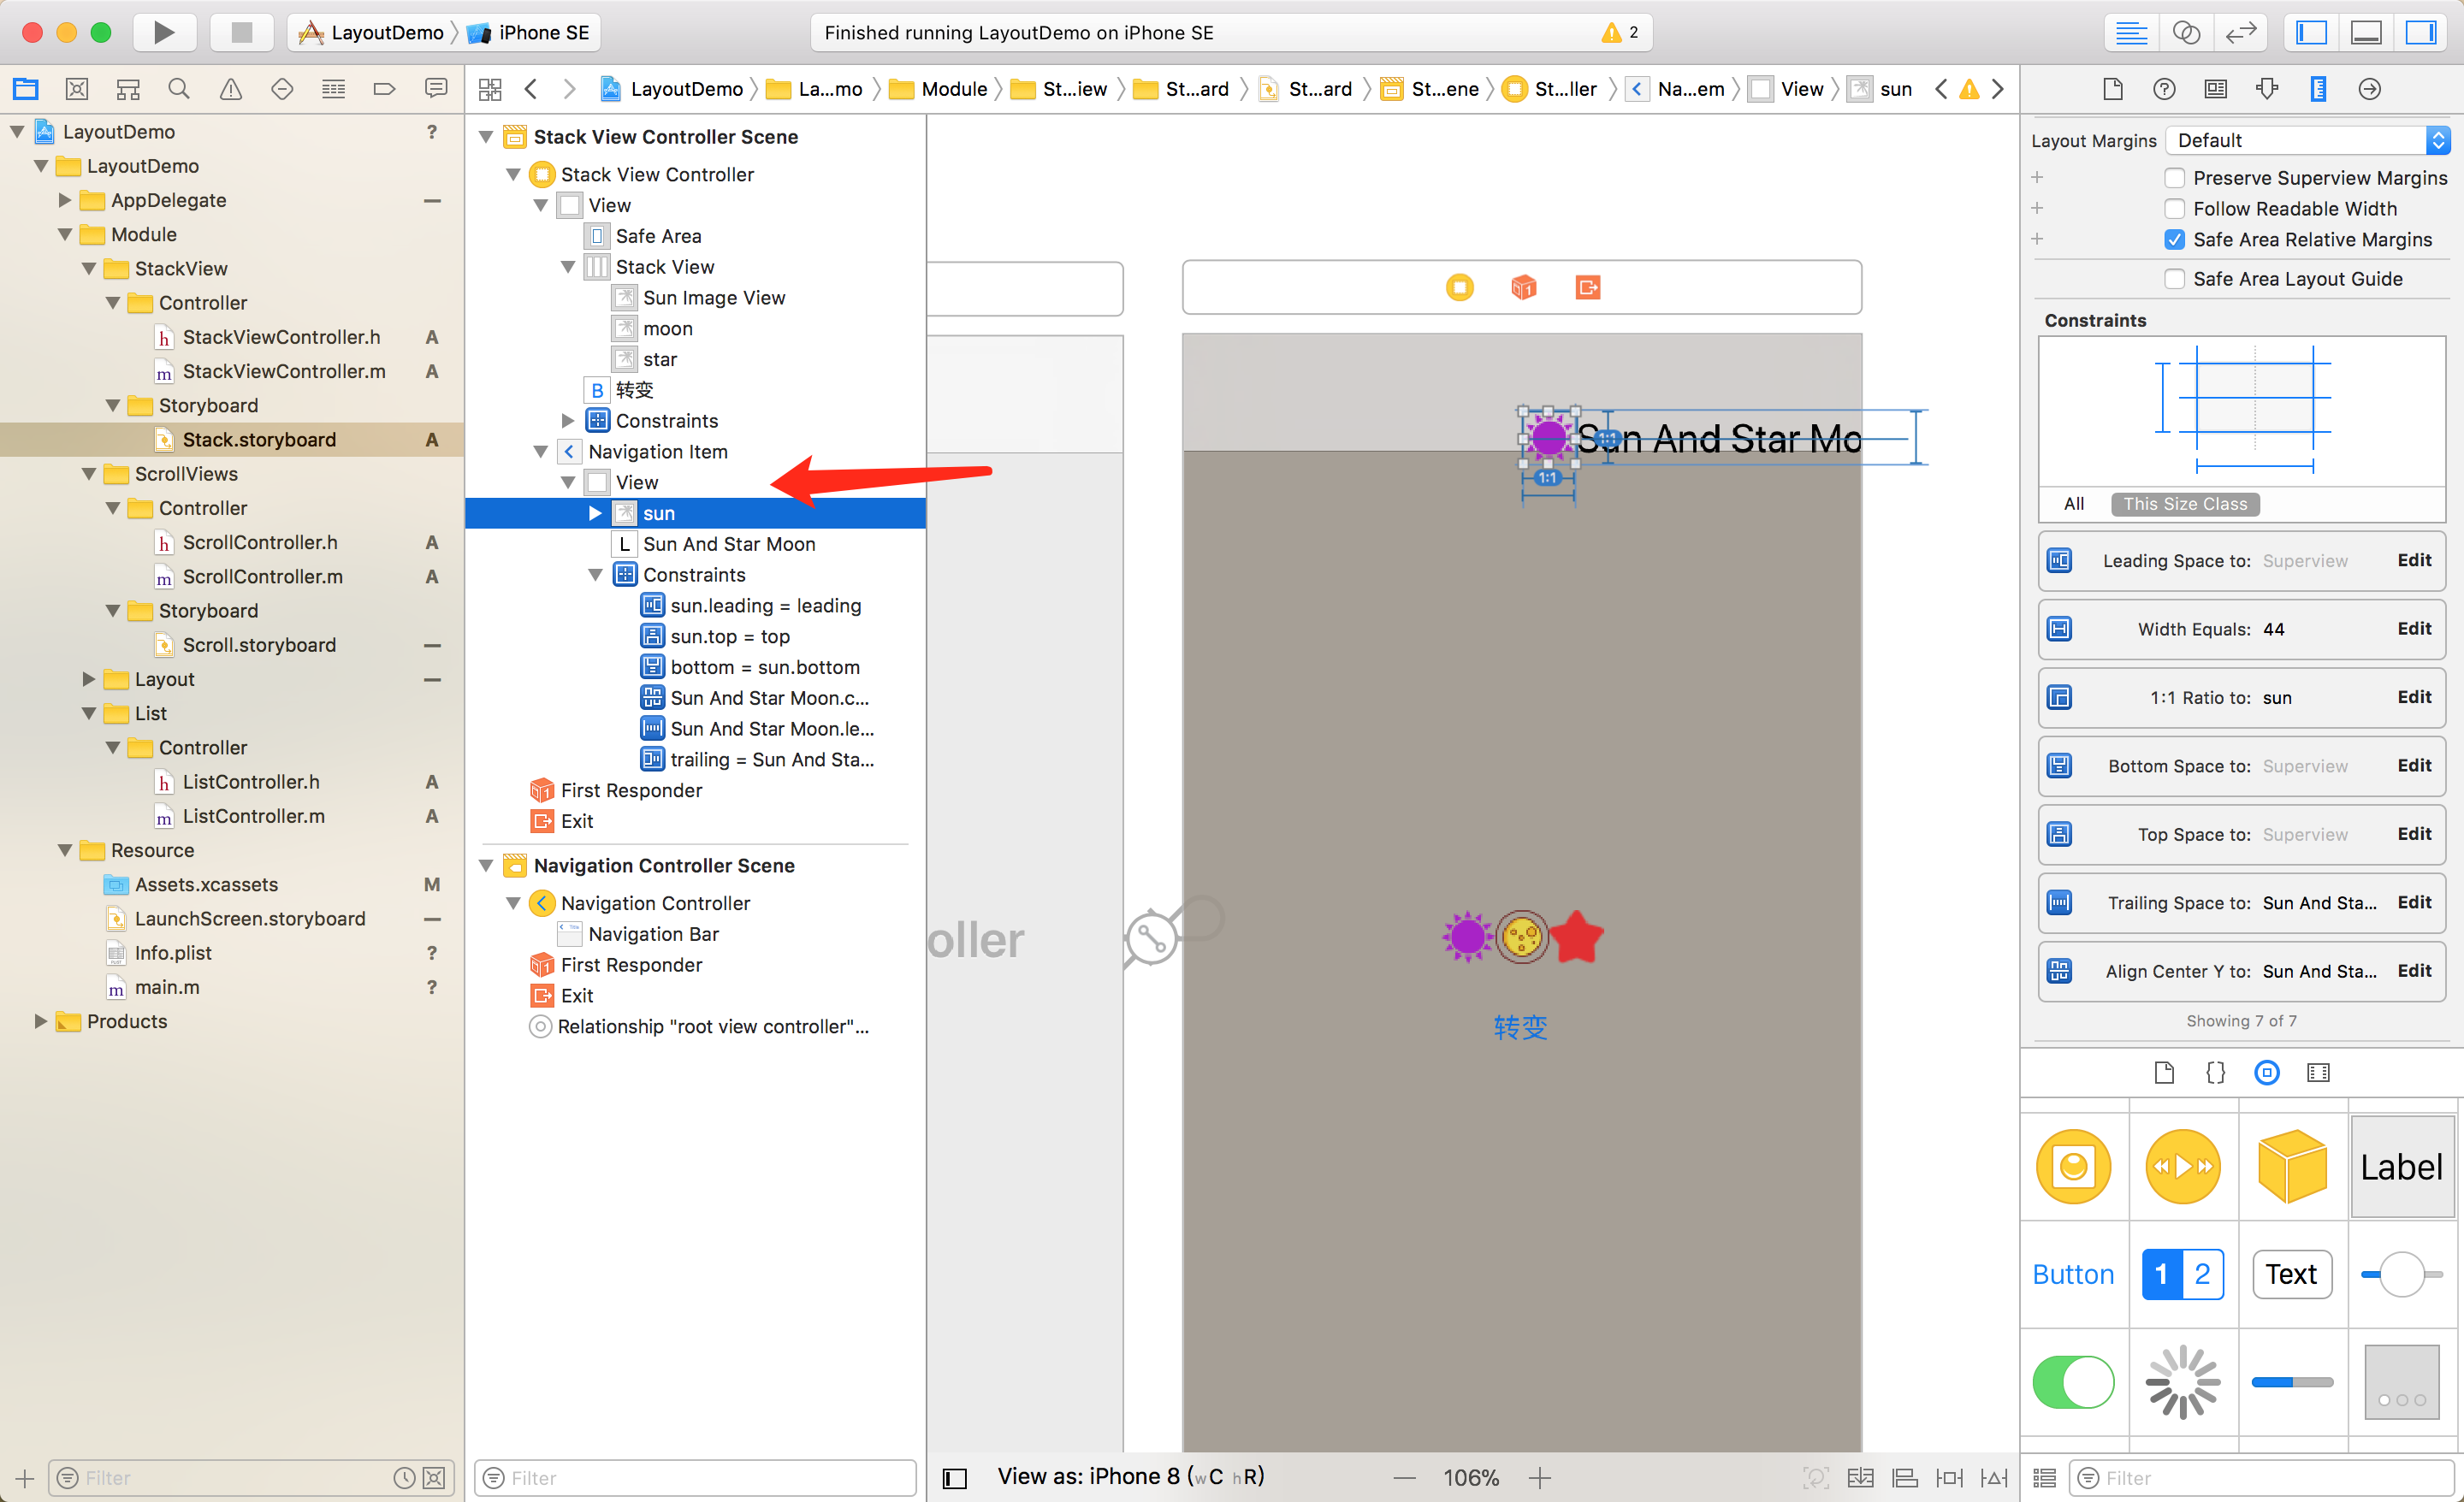 LayoutDemo
iPhone SE
Finished running LayoutDemo on iPhone SE
2
LayoutDemo
La...mo
Module
St...iew
St...ard
St...ard
St...ene
St...ller
Na...em
View
sun
LayoutDemo ?
LayoutDemo
AppDelegate
Module
StackView
Controller
h StackViewController.h A
m StackViewController.m A
Storyboard
Stack.storyboard A
ScrollViews
Controller
h ScrollController.h A
m ScrollController.m A
Storyboard
Scroll.storyboard
Layout
List
Controller
h ListController.h A
m ListController.m A
Resource
Assets.xcassets M
LaunchScreen.storyboard
Info.plist ?
m main.m ?
Products
Filter
Stack View Controller Scene
Stack View Controller
View
Safe Area
Stack View
Sun Image View
moon
star
B 转变
Constraints
Navigation Item
View
sun
L Sun And Star Moon
Constraints
sun.leading = leading
sun.top = top
bottom = sun.bottom
Sun And Star Moon.c...
Sun And Star Moon.le...
trailing = Sun And Sta...
First Responder
Exit
Navigation Controller Scene
Navigation Controller
Navigation Bar
First Responder
Exit
Relationship "root view controller"...
Filter
Sun And Star Mo
1:1
1:1
oller
转变
View as: iPhone 8 (wC hR)
106%
Layout Margins Default
Preserve Superview Margins
Follow Readable Width
Safe Area Relative Margins
Safe Area Layout Guide
Constraints
All This Size Class
Leading Space to: Superview Edit
Width Equals: 44 Edit
1:1 Ratio to: sun Edit
Bottom Space to: Superview Edit
Top Space to: Superview Edit
Trailing Space to: Sun And Sta... Edit
Align Center Y to: Sun And Sta... Edit
Showing 7 of 7
{}
Label
Button
1 2
Text
Filter